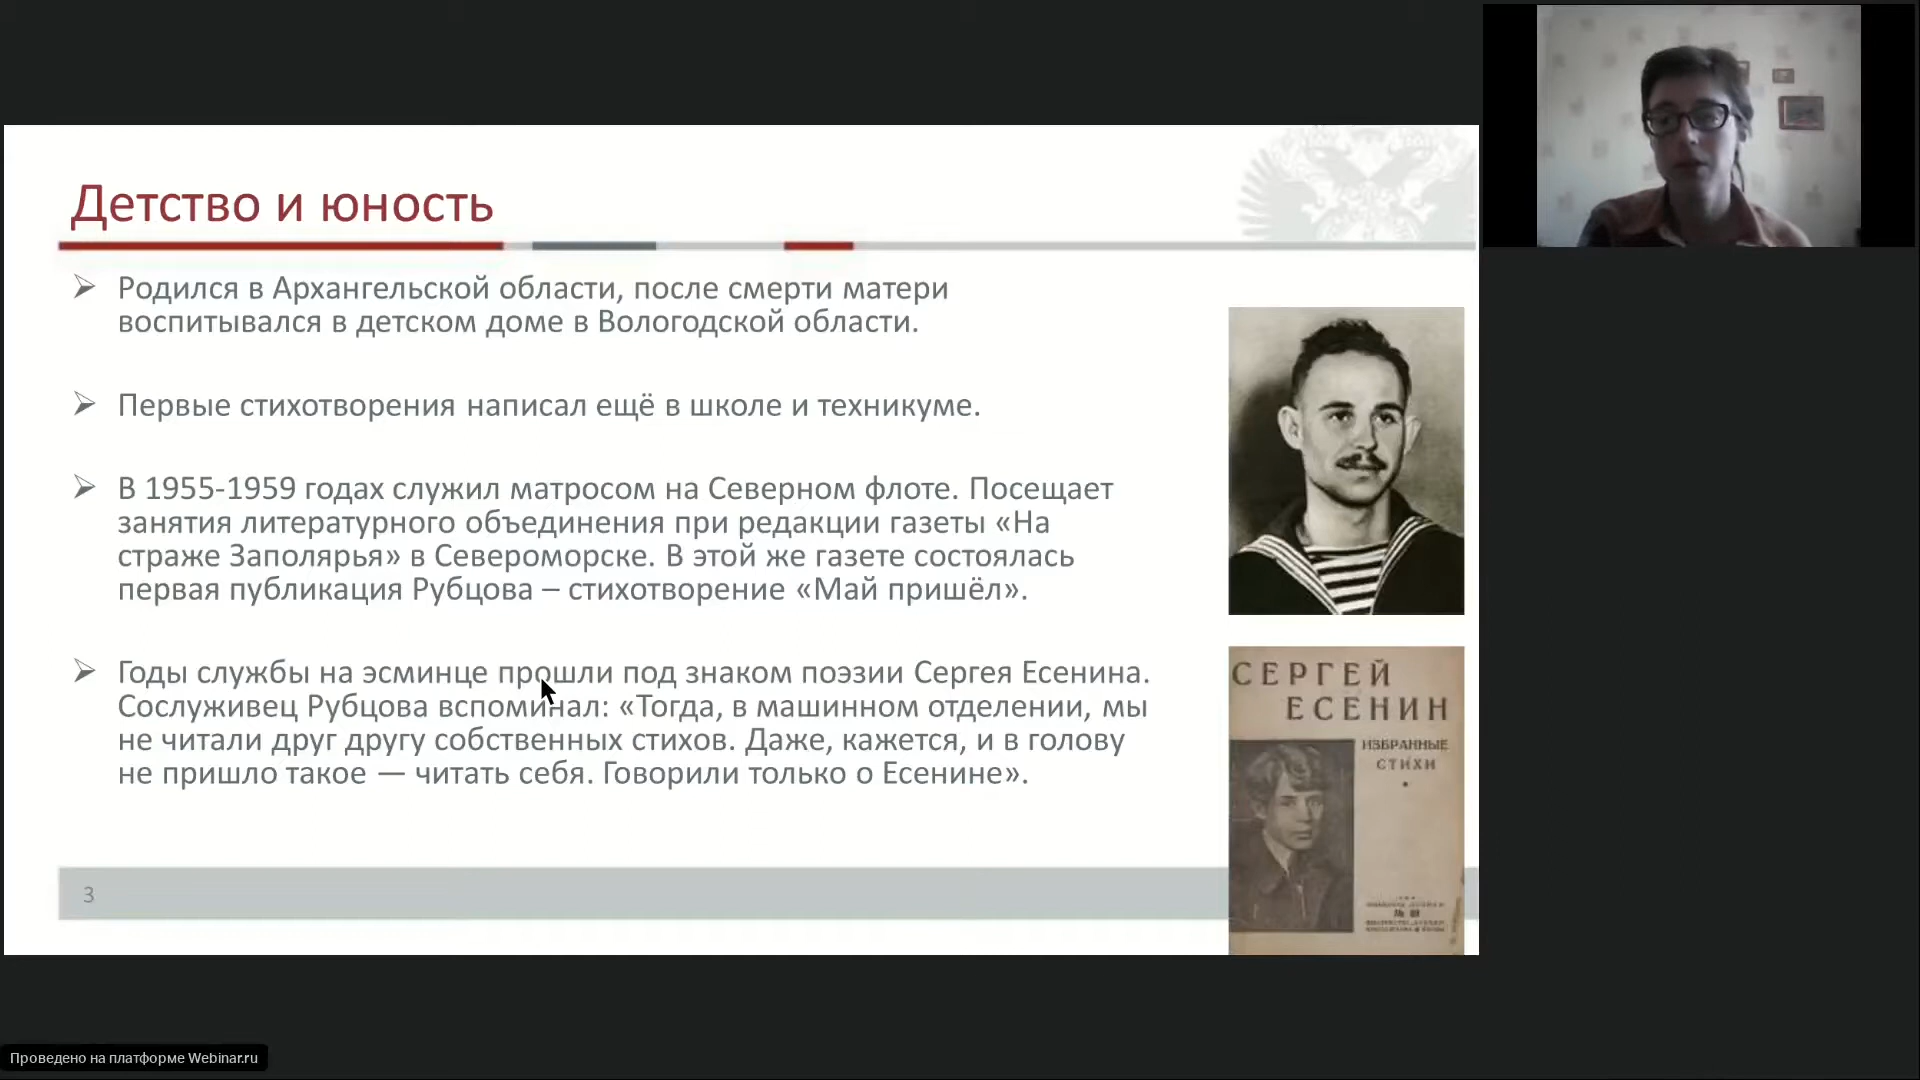 Детство и юность
Родился в Архангельской области, после смерти матери
воспитывался в детском доме в Вологодской области.
Первые стихотворения написал ещё в школе и техникуме.
В 1955-1959 годах служил матросом на Северном флоте. Посещает
занятия литературного объединения при редакции газеты «На
страже Заполярья» в Североморске. В этой же газете состоялась
первая публикация Рубцова – стихотворение «Май пришёл».
Годы службы на эсминце прошли под знаком поэзии Сергея Есенина.
Сослуживец Рубцова вспоминал: «Тогда, в машинном отделении, мы
не читали друг другу собственных стихов. Даже, кажется, и в голову
не пришло такое — читать себя. Говорили только о Есенине».
СЕРГЕЙ
ЕСЕНИН
ИЗБРАННЫЕ
СТИХИ
3
Проведено на платформе Webinar.ru